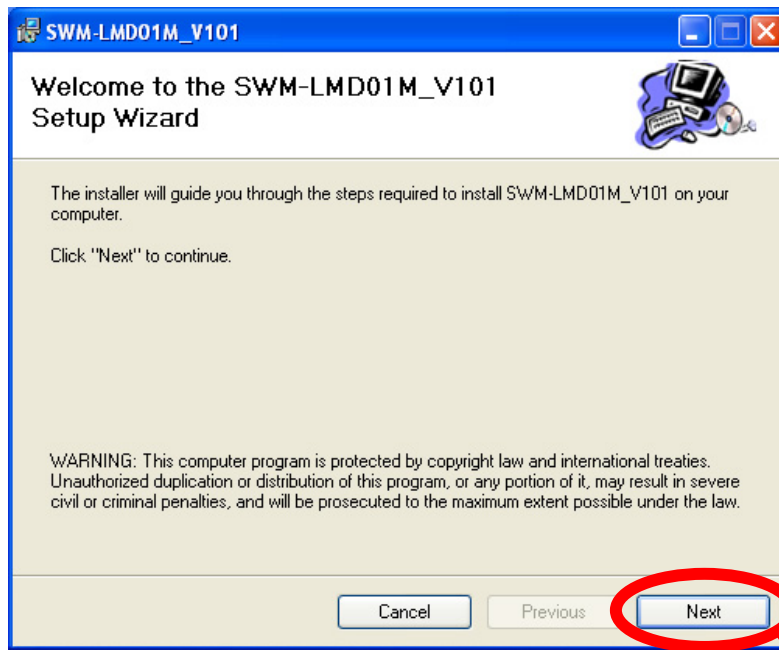 SWM-LMD01M_V101
Welcome to the SWM-LMD01M_V101
Setup Wizard
The installer will guide you through the steps required to install SWM-LMD01M_V101 on your
computer.
Click "Next" to continue.
WARNING: This computer program is protected by copyright law and international treaties.
Unauthorized duplication or distribution of this program, or any portion of it, may result in severe
civil or criminal penalties, and will be prosecuted to the maximum extent possible under the law.
Cancel Previous Next